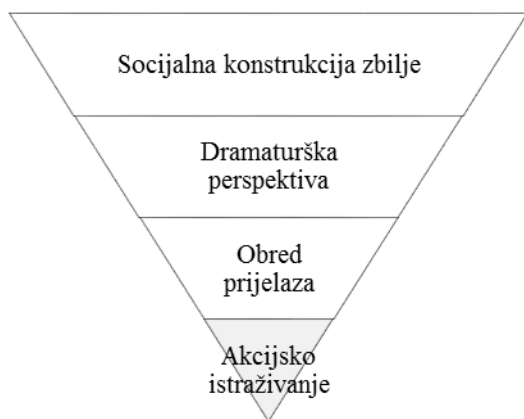 Socijalna konstrukcija zbilje
Dramaturška
perspektiva
Obred
prijelaza
Akcijsko
istraživanje